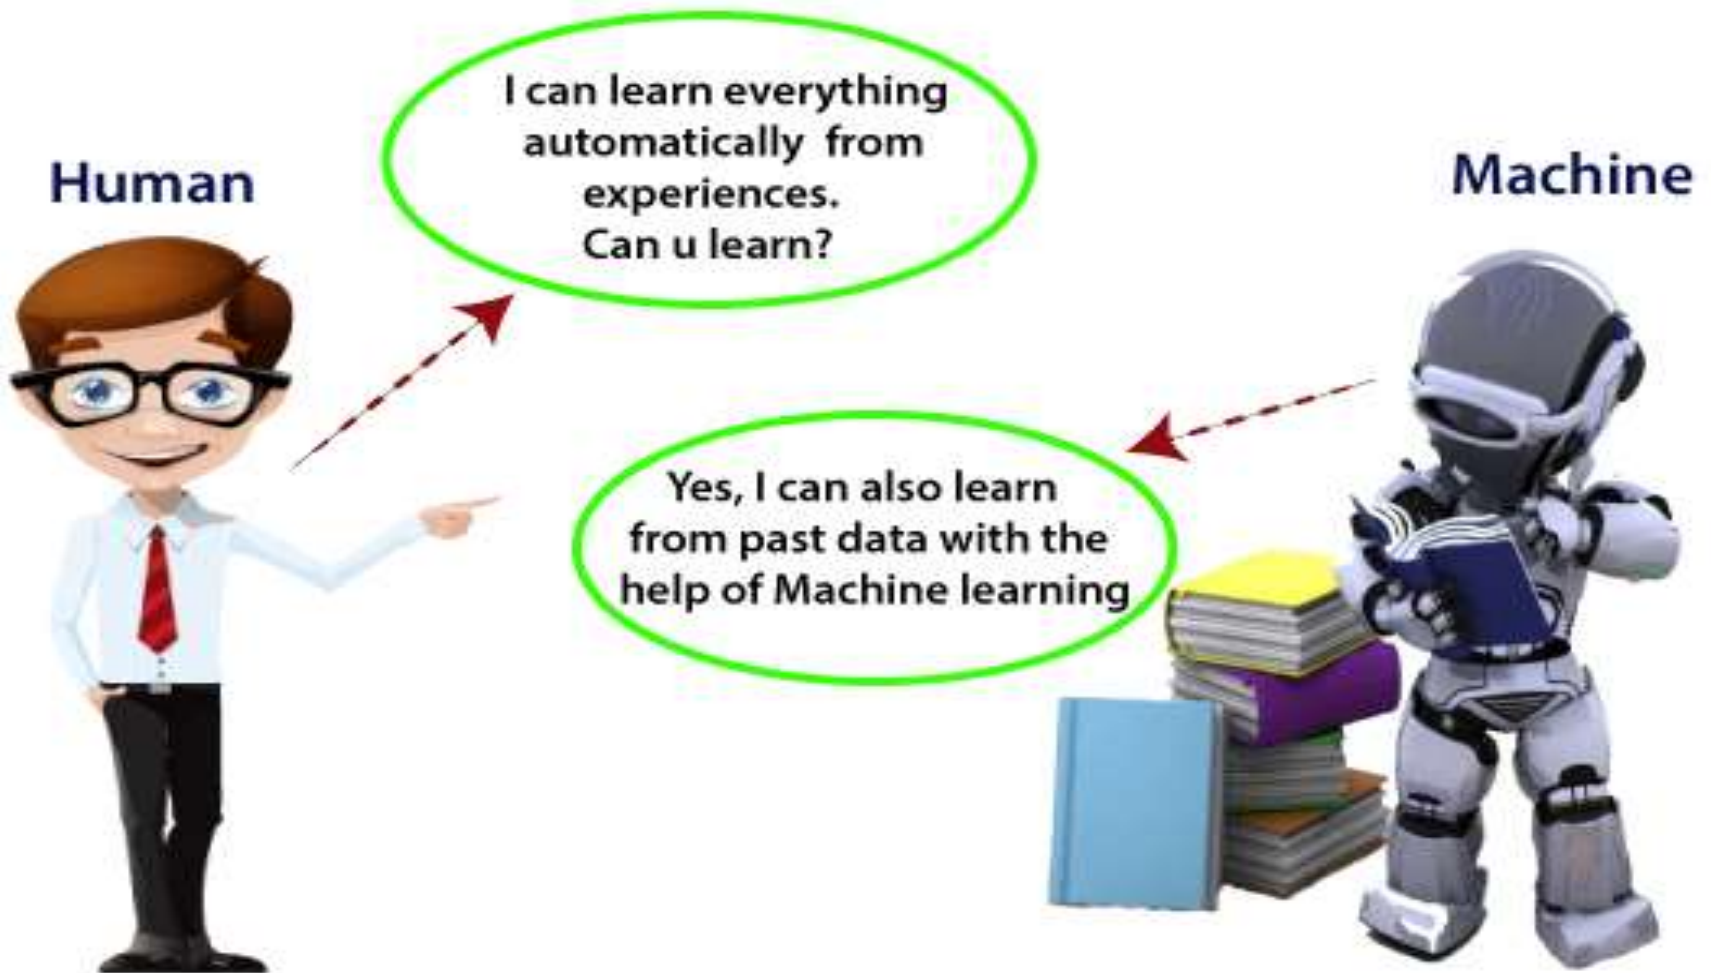 Human
I can learn everything
automatically from
experiences.
Can u learn?
Machine
Yes, I can also learn
from past data with the
help of Machine learning